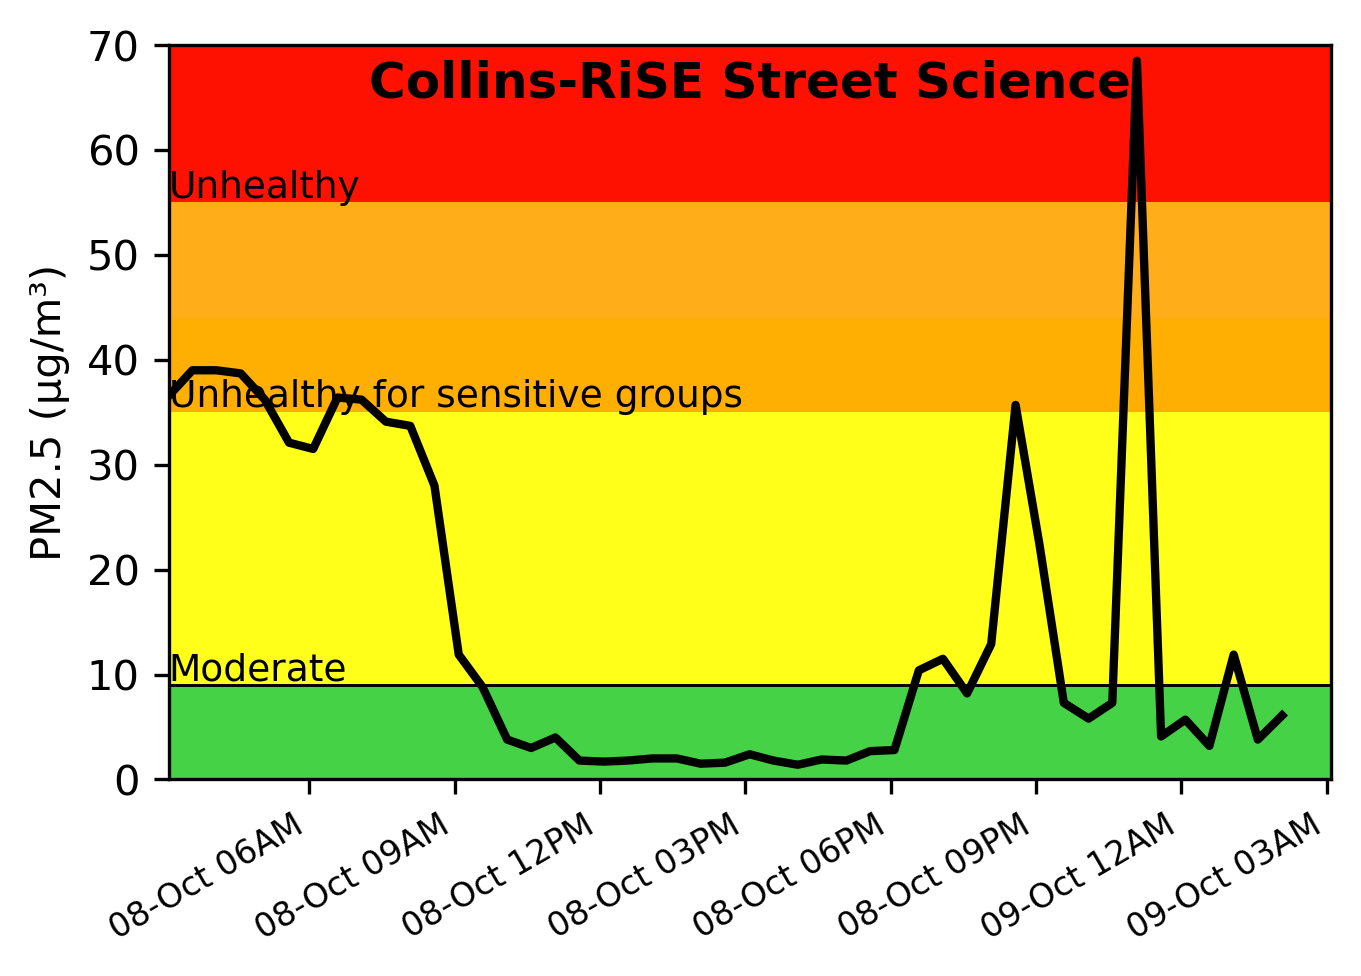 Collins-RiSE Street Science
PM2.5 (µg/m³)
70
60
50
40
30
20
10
0
Unhealthy
Unhealthy for sensitive groups
Moderate
08-Oct 06AM
08-Oct 09AM
08-Oct 12PM
08-Oct 03PM
08-Oct 06PM
08-Oct 09PM
09-Oct 12AM
09-Oct 03AM